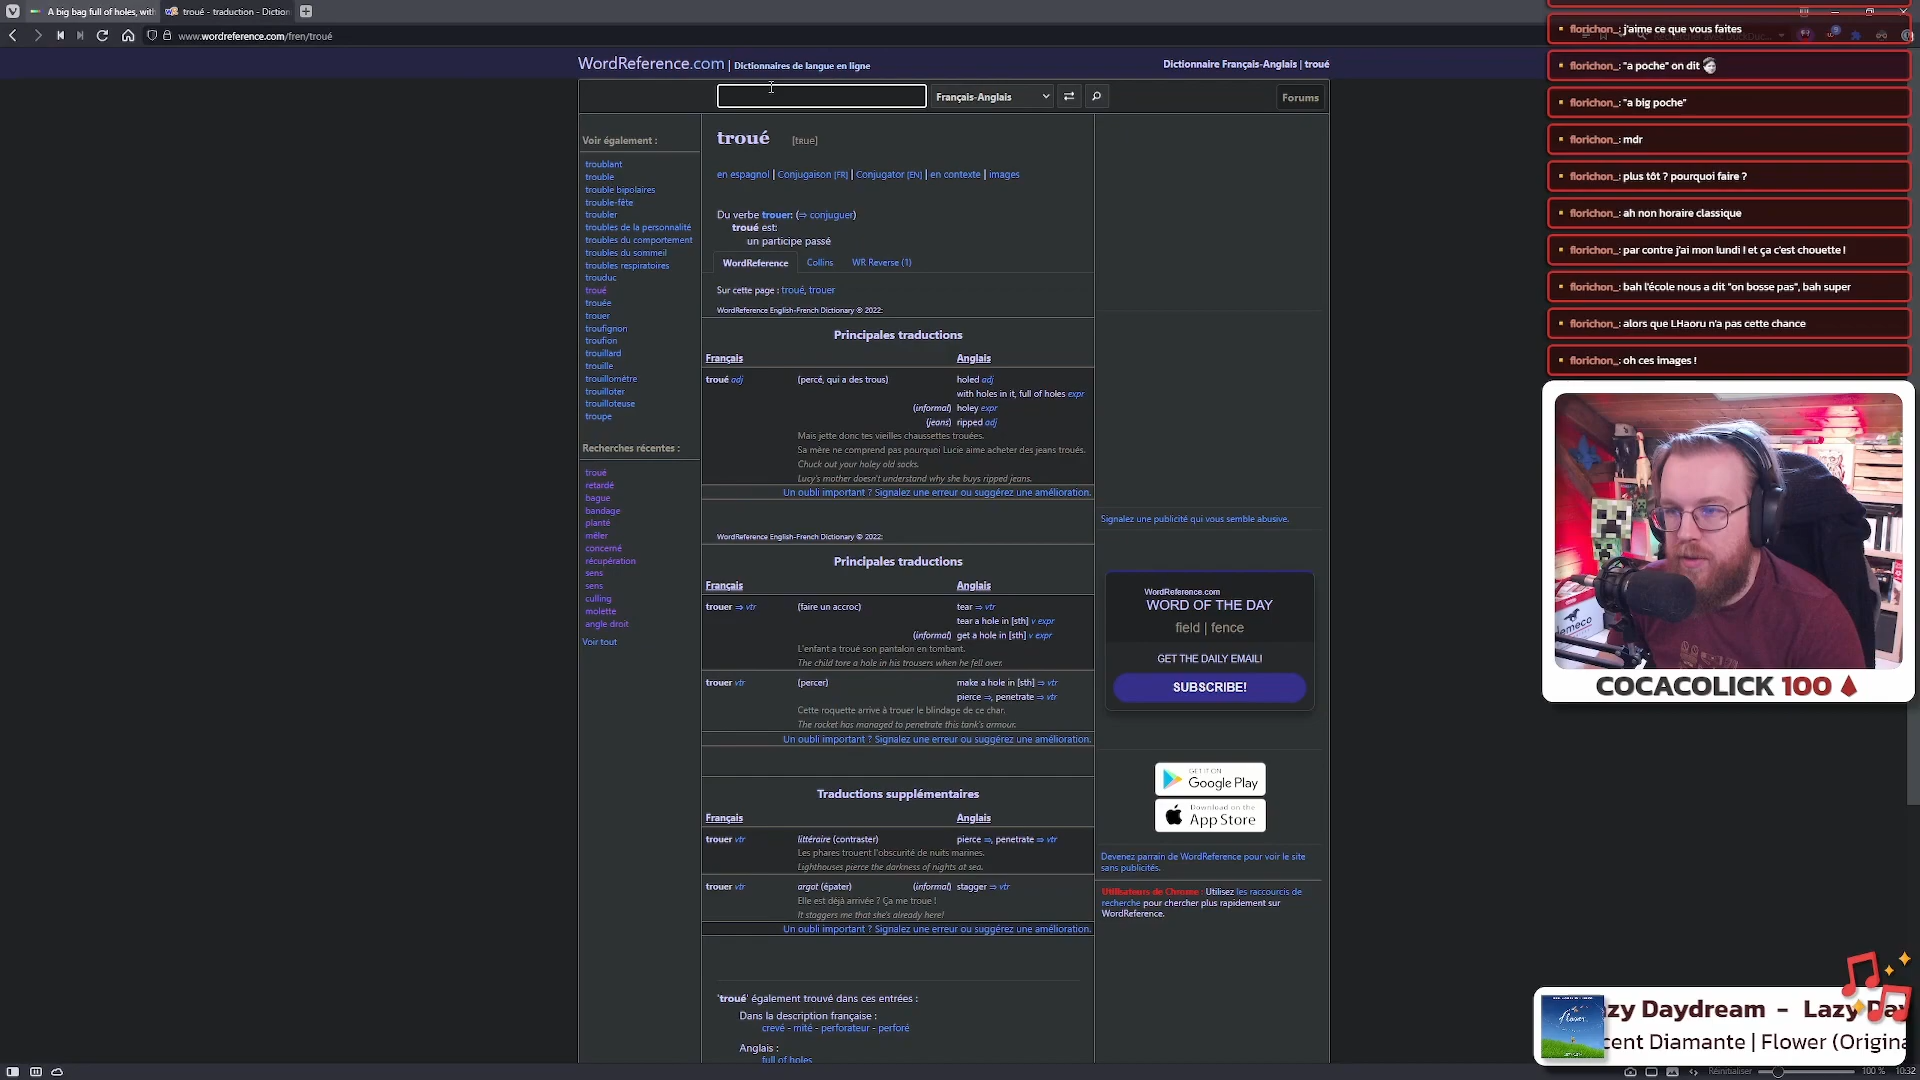 A big bag full of holes, with
troué - traduction - Diction
www.wordreference.com/fren/troué
WordReference.com | Dictionnaires de langue en ligne
Dictionnaire Français-Anglais | troué
Français-Anglais
Forums
Voir également :
troublant
trouble
trouble bipolaires
trouble-fête
troubler
troubles de la personnalité
troubles du comportement
troubles du sommeil
troubles respiratoires
trouduc
troué
trouée
trouer
troufignon
troufion
trouillard
trouille
trouillomètre
trouilloter
trouilloteuse
troupe
Recherches récentes :
troué
retardé
bague
bandage
planté
mêler
concerné
récupération
sens
sens
culling
molette
angle droit
Voir tout
troué [tʀue]
en espagnol | Conjugaison [FR] | Conjugator [EN] | en contexte | images
Du verbe trouer: (⇒ conjuguer)
troué est:
un participe passé
WordReference Collins WR Reverse (1)
Sur cette page : troué, trouer
WordReference English-French Dictionary © 2022:
Principales traductions
Français Anglais
troué adj (percé, qui a des trous) holed adj
with holes in it, full of holes expr
(informal) holey expr
(jeans) ripped adj
Mais jette donc tes vieilles chaussettes trouées.
Sa mère ne comprend pas pourquoi Lucie aime acheter des jeans troués.
Chuck out your holey old socks.
Lucy's mother doesn't understand why she buys ripped jeans.
Un oubli important ? Signalez une erreur ou suggérez une amélioration.
WordReference English-French Dictionary © 2022:
Principales traductions
Français Anglais
trouer ⇒ vtr (faire un accroc) tear ⇒ vtr
tear a hole in [sth] v expr
(informal) get a hole in [sth] v expr
L'enfant a troué son pantalon en tombant.
The child tore a hole in his trousers when he fell over.
trouer vtr (percer) make a hole in [sth] ⇒ vtr
pierce ⇒, penetrate ⇒ vtr
Cette roquette arrive à trouer le blindage de ce char.
The rocket has managed to penetrate this tank's armour.
Un oubli important ? Signalez une erreur ou suggérez une amélioration.
Traductions supplémentaires
Français Anglais
trouer vtr littéraire (contraster) pierce ⇒, penetrate ⇒ vtr
Les phares trouent l'obscurité de nuits marines.
Lighthouses pierce the darkness of nights at sea.
trouer vtr argot (épater) (informal) stagger ⇒ vtr
Elle est déjà arrivée ? Ça me troue !
It staggers me that she's already here!
Un oubli important ? Signalez une erreur ou suggérez une amélioration.
'troué' également trouvé dans ces entrées :
Dans la description française :
crevé - mité - perforateur - perforé
Anglais :
full of holes
Signalez une publicité qui vous semble abusive.
WordReference.com
WORD OF THE DAY
field | fence
GET THE DAILY EMAIL!
SUBSCRIBE!
GET IT ON
Google Play
Download on the
App Store
Devenez parrain de WordReference pour voir le site
sans publicités.
Utilisateurs de Chrome : Utilisez les raccourcis de
recherche pour chercher plus rapidement sur
WordReference.
florichon_: j'aime ce que vous faites
florichon_: "a poche" on dit
florichon_: "a big poche"
florichon_: mdr
florichon_: plus tôt ? pourquoi faire ?
florichon_: ah non horaire classique
florichon_: par contre j'ai mon lundi ! et ça c'est chouette !
florichon_: bah l'école nous a dit "on bosse pas", bah super
florichon_: alors que LHaoru n'a pas cette chance
florichon_: oh ces images !
COCACOLICK 100
zy Daydream - Lazy Da
cent Diamante | Flower (Origina
Réinitialiser 100 % 10:32